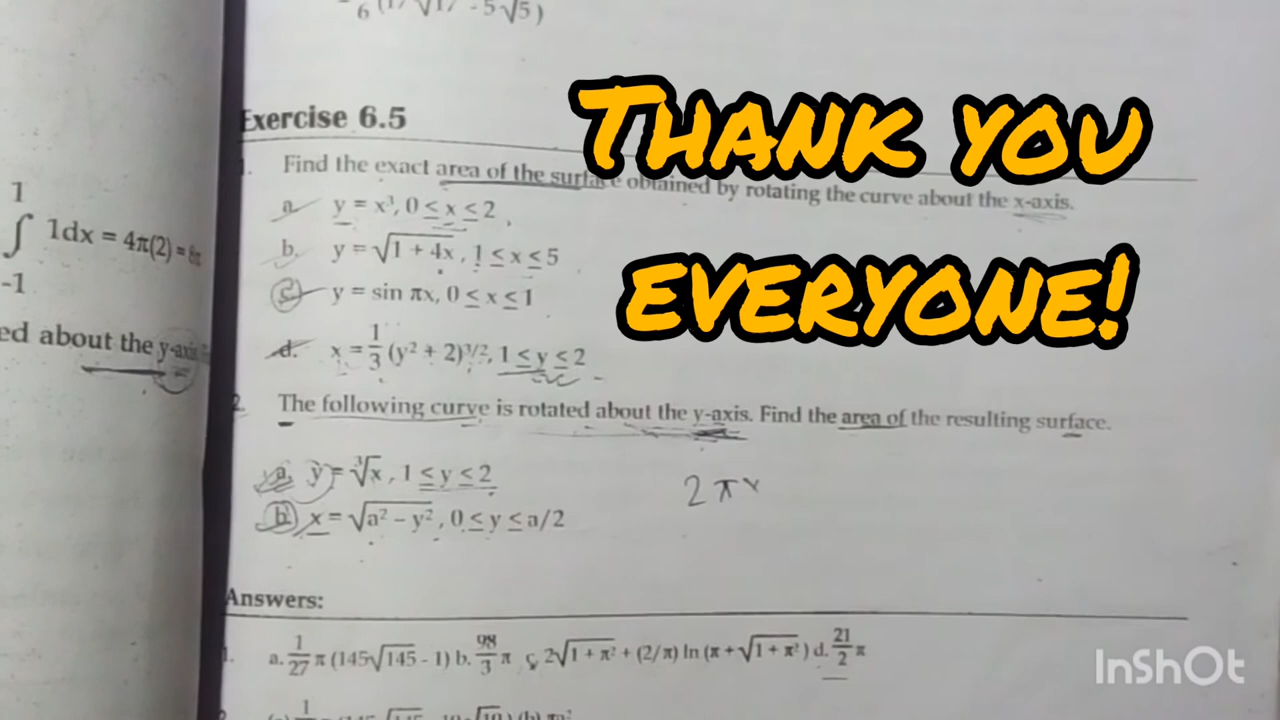 6 (17√17 - 5√5)
THANK YOU
EVERYONE!
Exercise 6.5
1. Find the exact area of the surface obtained by rotating the curve about the x-axis.
a. y = x³, 0 ≤ x ≤ 2
b. y = √(1 + 4x), 1 ≤ x ≤ 5
c) y = sin πx, 0 ≤ x ≤ 1
d. x = 1/3 (y² + 2)^3/2, 1 ≤ y ≤ 2
2. The following curve is rotated about the y-axis. Find the area of the resulting surface.
a. y = ∛x, 1 ≤ y ≤ 2
b. x = √(a² – y²), 0 ≤ y ≤ a/2
2π
1
∫ 1dx = 4π(2) = 8π
-1
ed about the y-axis
Answers:
1. a. 1/27 π (145√145 - 1) b. 98/3 π c. 2√(1 + π²) + (2/π) ln (π + √(1 + π²)) d. 21/2 π
InShOt